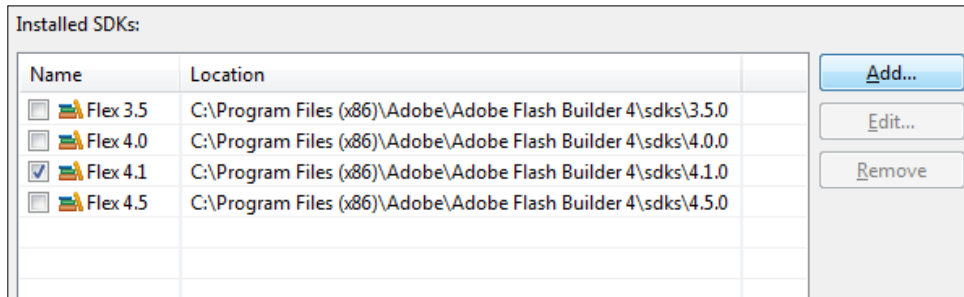 Installed SDKs:
Name Location
Flex 3.5 C:\Program Files (x86)\Adobe\Adobe Flash Builder 4\sdks\3.5.0
Flex 4.0 C:\Program Files (x86)\Adobe\Adobe Flash Builder 4\sdks\4.0.0
Flex 4.1 C:\Program Files (x86)\Adobe\Adobe Flash Builder 4\sdks\4.1.0
Flex 4.5 C:\Program Files (x86)\Adobe\Adobe Flash Builder 4\sdks\4.5.0
Add...
Edit...
Remove